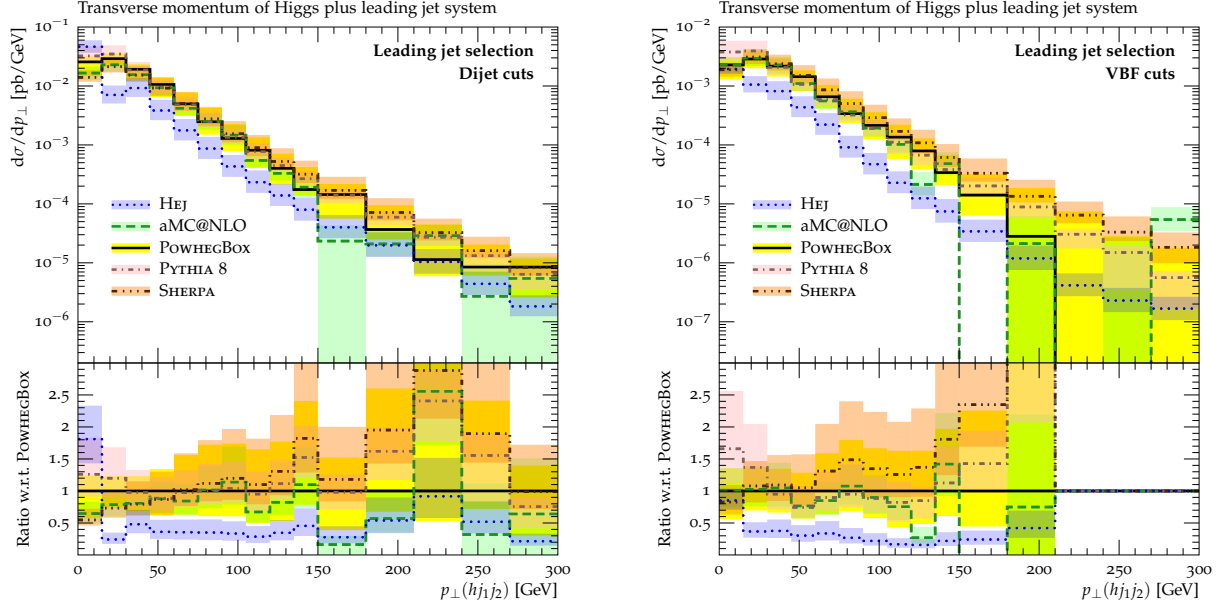 Transverse momentum of Higgs plus leading jet system
10⁻¹
10⁻²
10⁻³
10⁻⁴
10⁻⁵
10⁻⁶
dσ/dp⊥ [pb/GeV]
Leading jet selection
Dijet cuts
HEJ
aMC@NLO
POWHEGBOX
PYTHIA 8
SHERPA
2.5
2
1.5
1
0.5
Ratio w.r.t. POWHEGBOX
0 50 100 150 200 250 300
p⊥(hj₁j₂) [GeV]
Transverse momentum of Higgs plus leading jet system
10⁻¹
10⁻²
10⁻³
10⁻⁴
10⁻⁵
10⁻⁶
10⁻⁷
dσ/dp⊥ [pb/GeV]
Leading jet selection
VBF cuts
HEJ
aMC@NLO
POWHEGBOX
PYTHIA 8
SHERPA
2.5
2
1.5
1
0.5
Ratio w.r.t. POWHEGBOX
0 50 100 150 200 250 300
p⊥(hj₁j₂) [GeV]